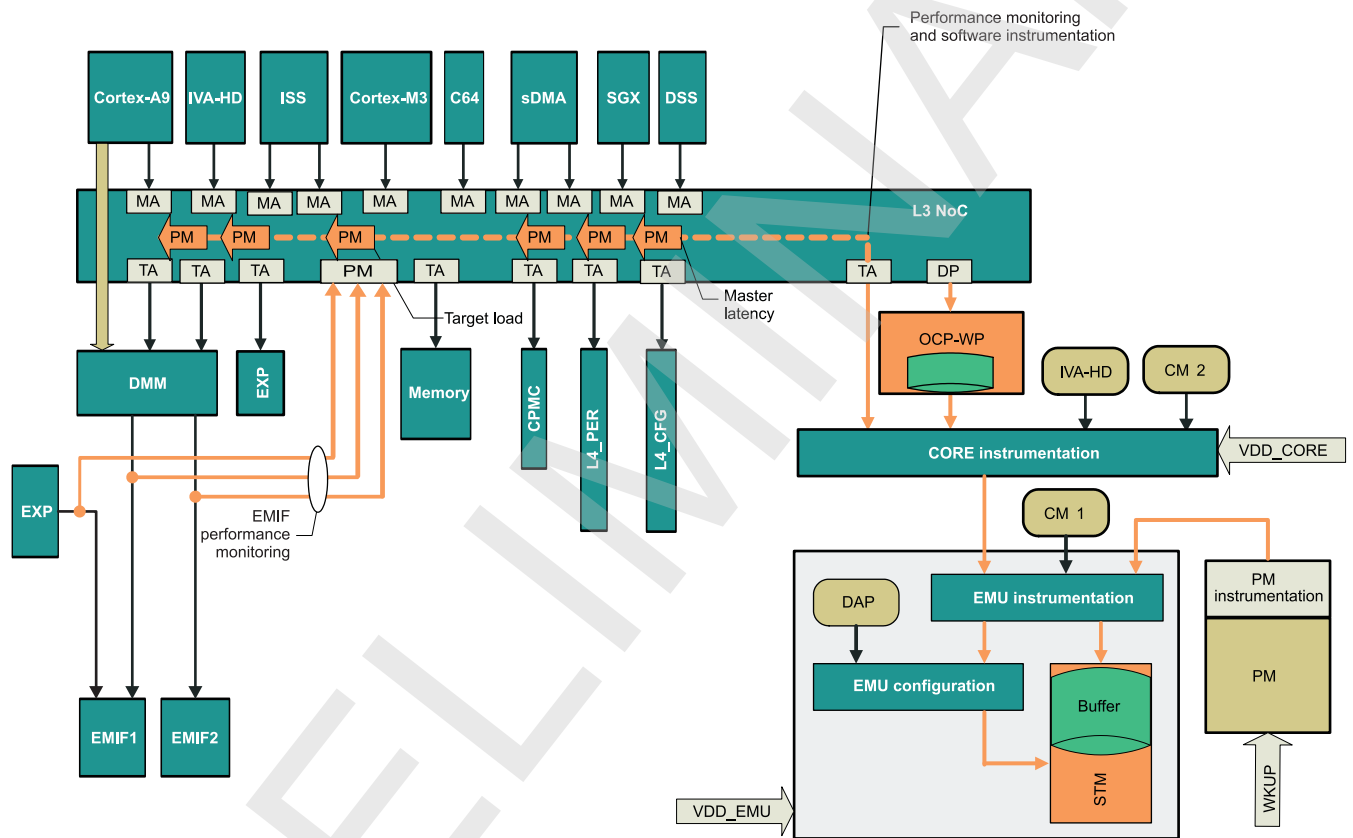 Performance monitoring
and software instrumentation
Cortex-A9
IVA-HD
ISS
Cortex-M3
C64
sDMA
SGX
DSS
MA
MA
MA
MA
MA
MA
MA
MA
MA
MA
L3 NoC
PM
PM
PM
PM
PM
PM
TA
TA
TA
PM
TA
TA
TA
TA
TA
DP
Master
latency
Target load
OCP-WP
DMM
EXP
Memory
CPMC
L4_PER
L4_CFG
IVA-HD
CM 2
CORE instrumentation
VDD_CORE
EXP
EMIF
performance
monitoring
CM 1
PM
instrumentation
DAP
EMU instrumentation
EMU configuration
Buffer
PM
EMIF1
EMIF2
STM
WKUP
VDD_EMU
ELIMINA